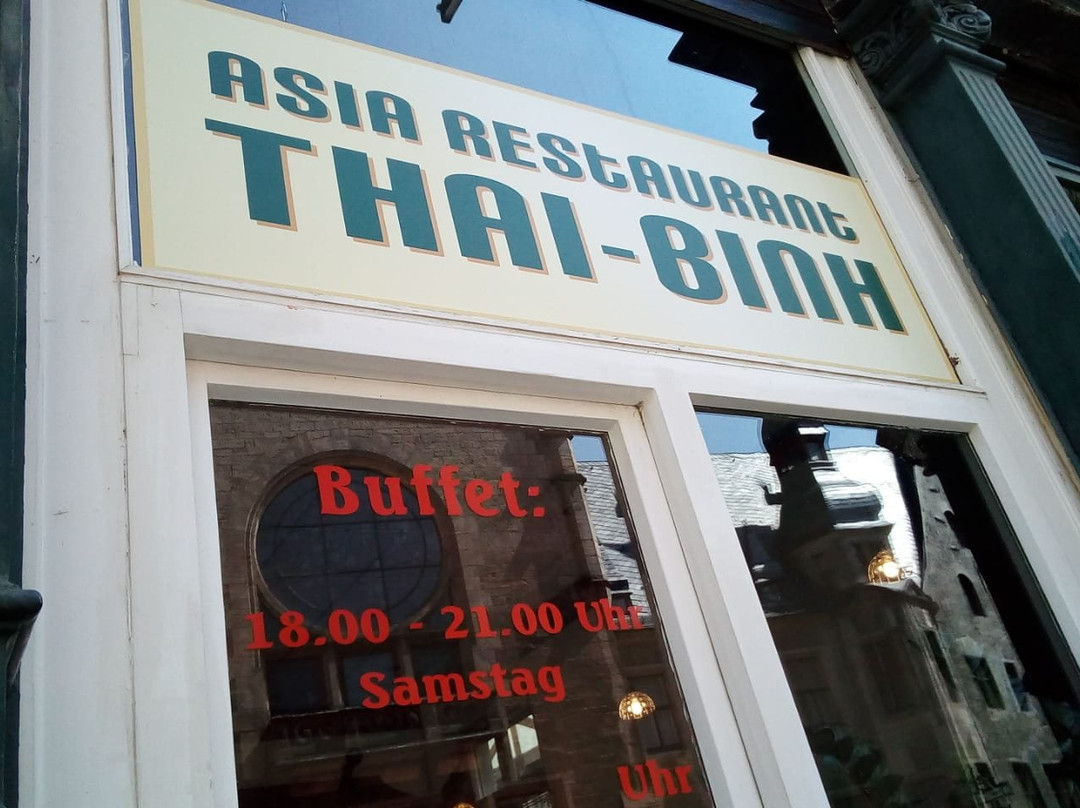 ASIA RESTAURANT
THAI-BINH
Buffet:
18.00 - 21.00 Uhr
Samstag
Uhr